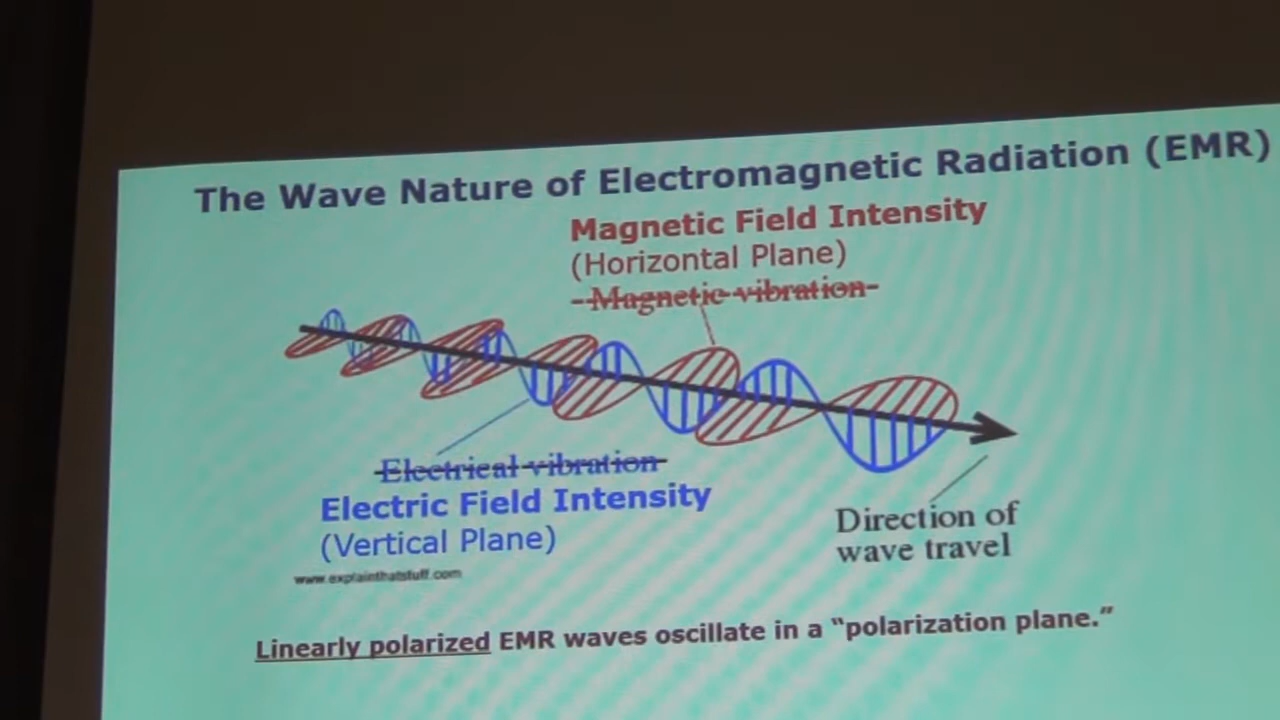 The Wave Nature of Electromagnetic Radiation (EMR)
Magnetic Field Intensity
(Horizontal Plane)
Magnetic vibration
Electrical vibration
Electric Field Intensity
(Vertical Plane)
www.explainthatstuff.com
Direction of
wave travel
Linearly polarized EMR waves oscillate in a “polarization plane.”